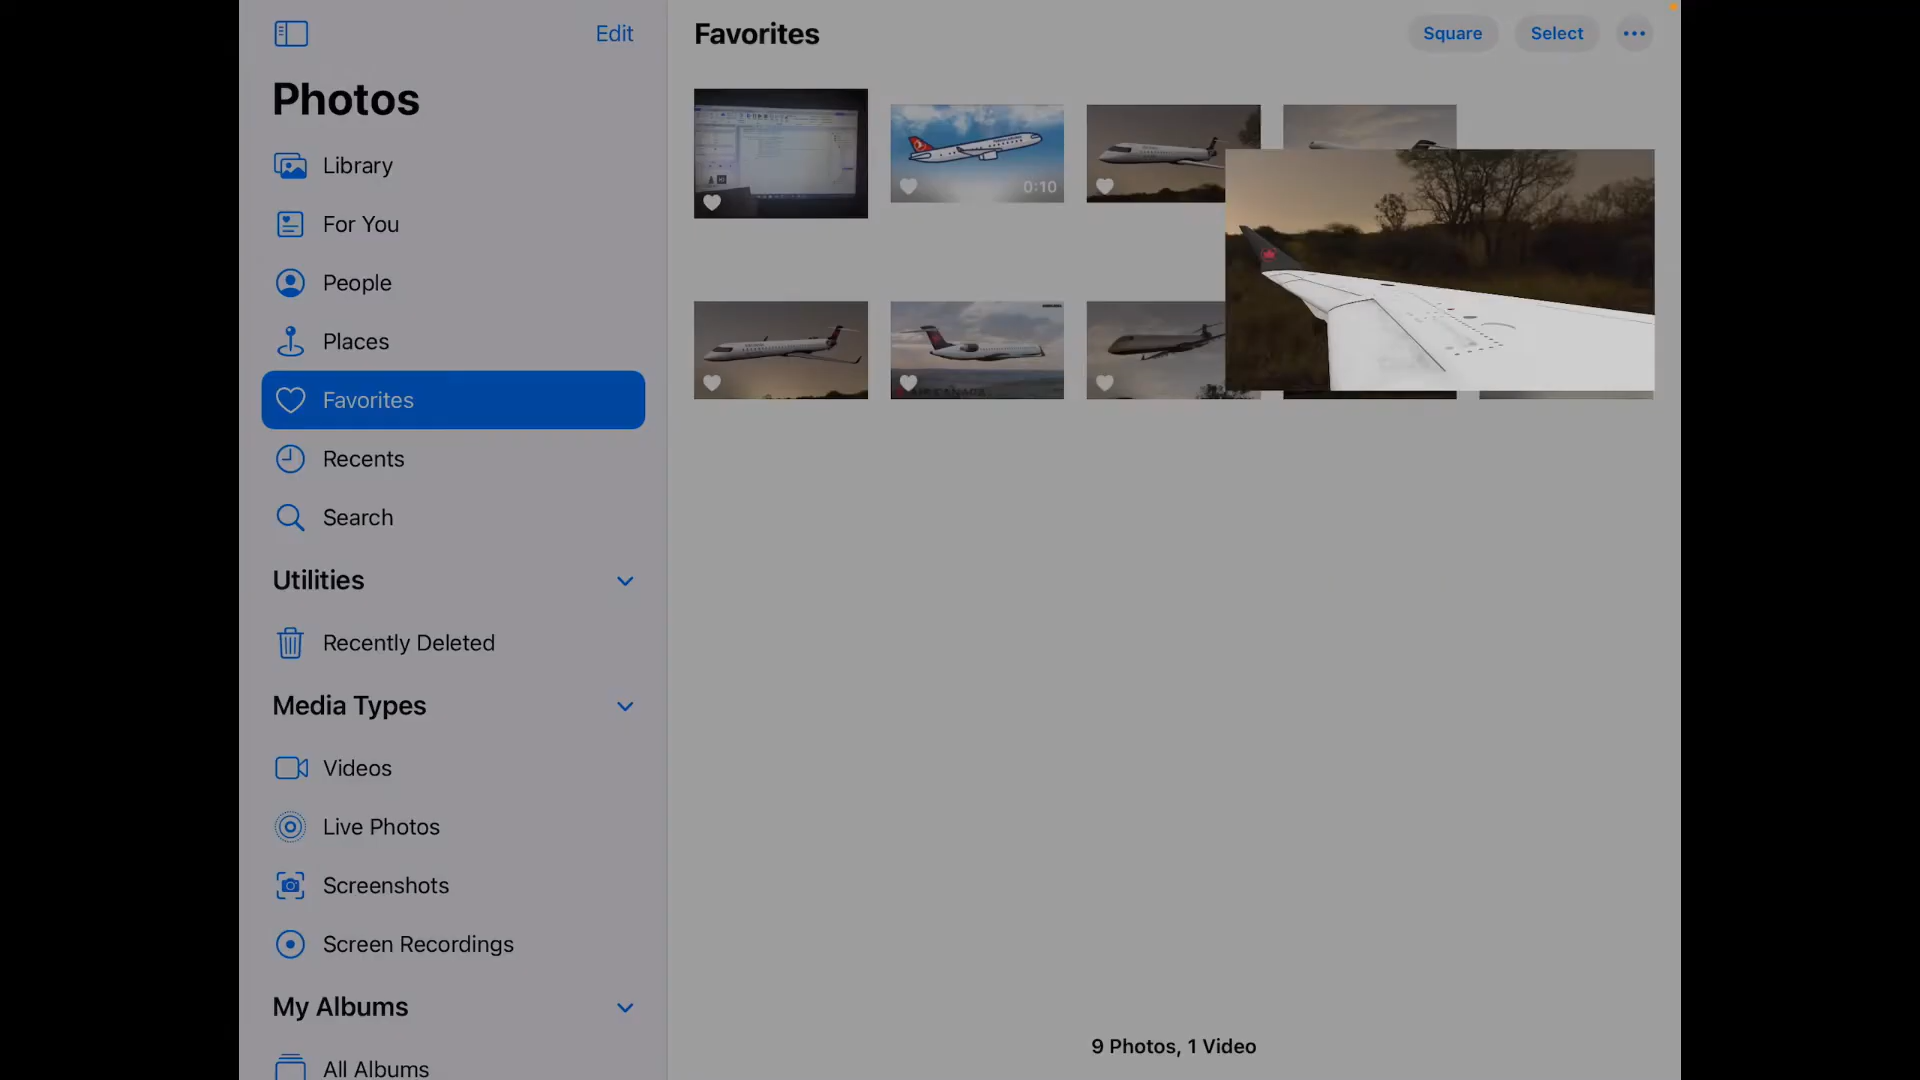 Edit
Photos
Library
For You
People
Places
Favorites
Recents
Search
Utilities
Recently Deleted
Media Types
Videos
Live Photos
Screenshots
Screen Recordings
My Albums
All Albums
Favorites
Square
Select
0:10
9 Photos, 1 Video